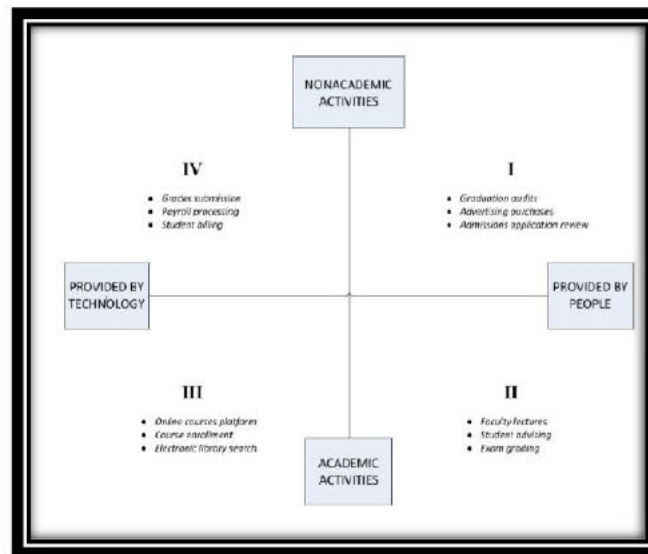 NONACADEMIC
ACTIVITIES
IV
• Grades submission
• Payroll processing
• Student billing
I
• Graduation audits
• Advertising purchases
• Admissions application review
PROVIDED BY
TECHNOLOGY
PROVIDED BY
PEOPLE
III
• Online courses platform
• Course enrollment
• Electronic library search
II
• Faculty lectures
• Student advising
• Exam grading
ACADEMIC
ACTIVITIES